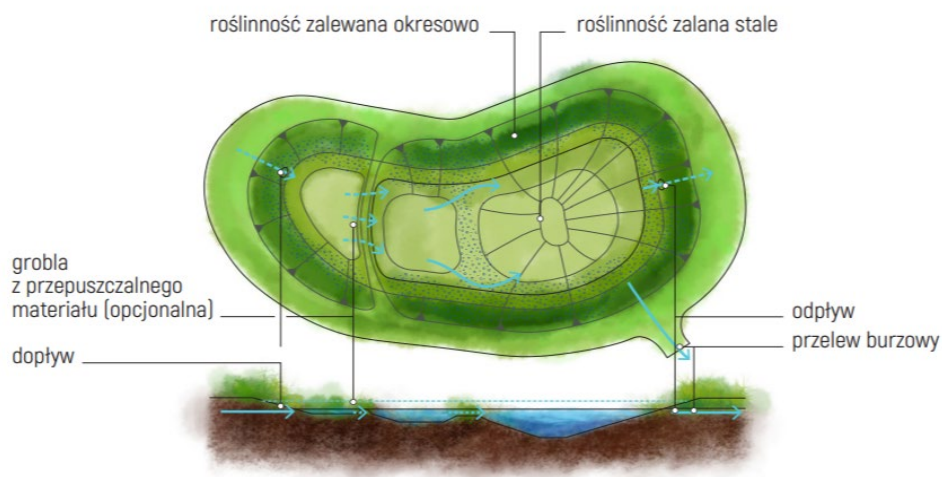 roślinność zalewana okresowo
roślinność zalana stale
grobla
z przepuszczalnego
materiału (opcjonalna)
dopływ
odpływ
przelew burzowy